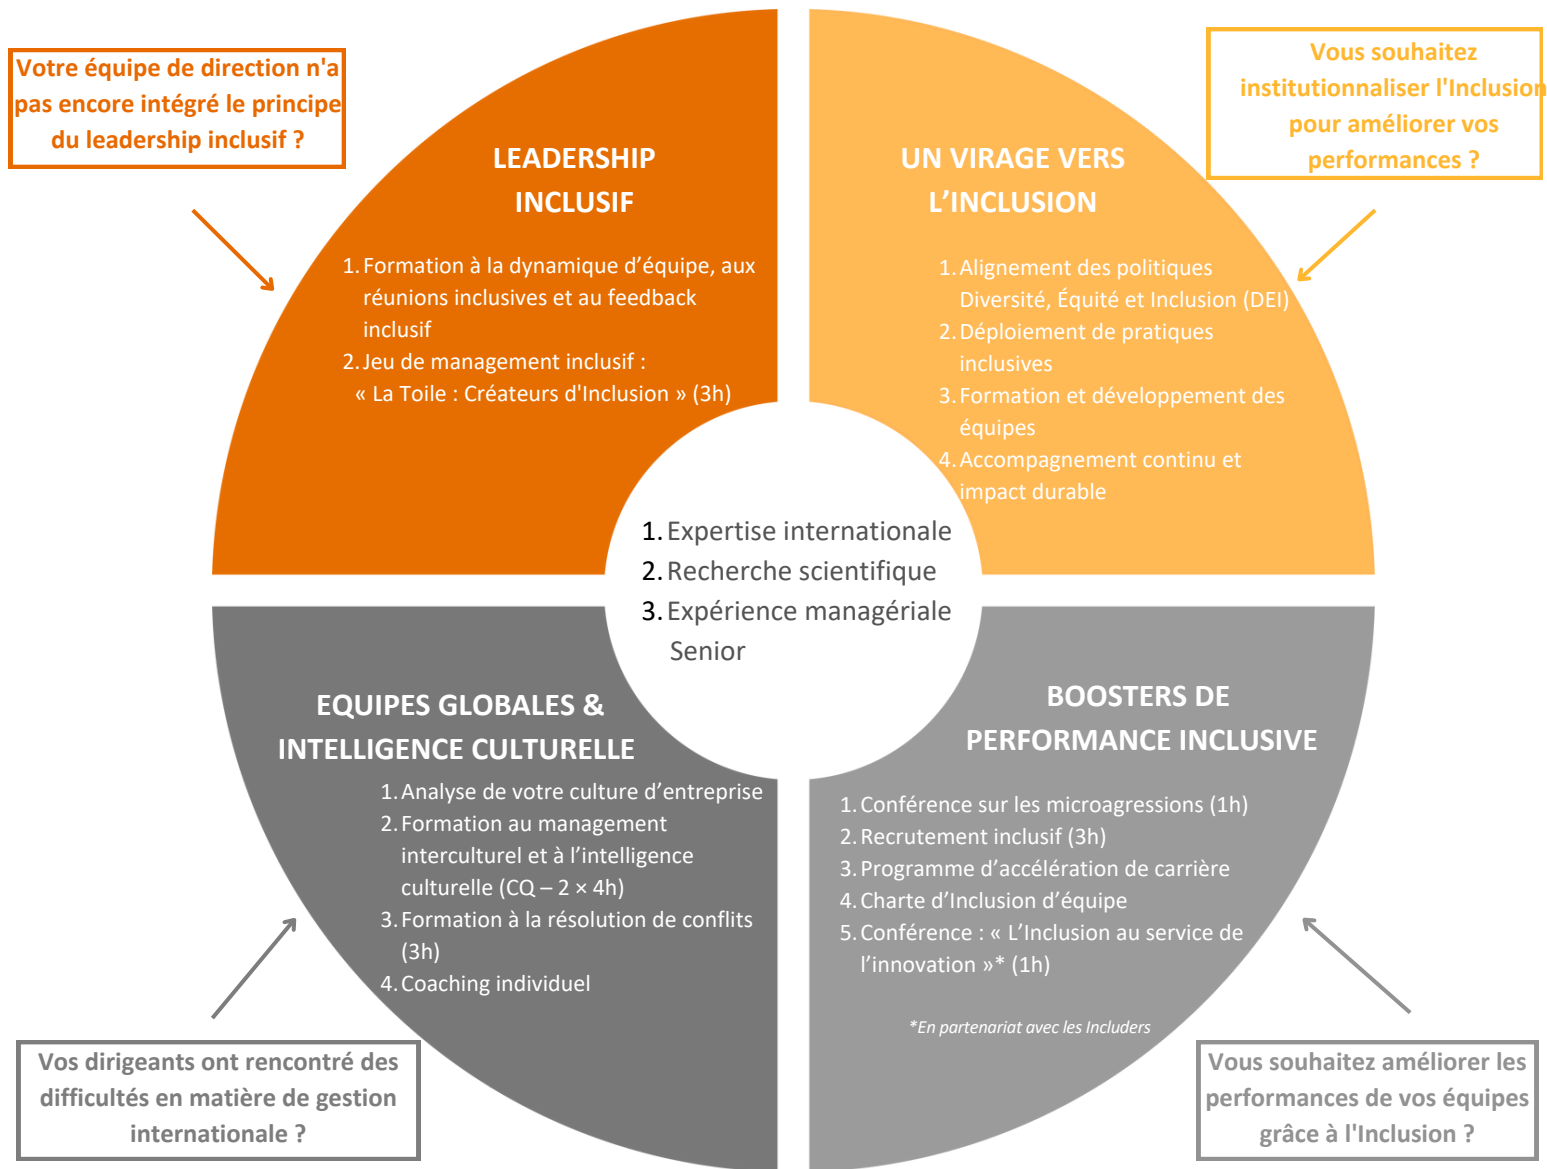 Votre équipe de direction n'a
pas encore intégré le principe
du leadership inclusif ?
Vous souhaitez
institutionnaliser l'Inclusion
pour améliorer vos
performances ?
LEADERSHIP
INCLUSIF
1. Formation à la dynamique d’équipe, aux
réunions inclusives et au feedback
inclusif
2. Jeu de management inclusif :
« La Toile : Créateurs d'Inclusion » (3h)
UN VIRAGE VERS
L’INCLUSION
1. Alignement des politiques
Diversité, Équité et Inclusion (DEI)
2. Déploiement de pratiques
inclusives
3. Formation et développement des
équipes
4. Accompagnement continu et
impact durable
1. Expertise internationale
2. Recherche scientifique
3. Expérience managériale
Senior
EQUIPES GLOBALES &
INTELLIGENCE CULTURELLE
1. Analyse de votre culture d’entreprise
2. Formation au management
interculturel et à l’intelligence
culturelle (CQ – 2 × 4h)
3. Formation à la résolution de conflits
(3h)
4. Coaching individuel
BOOSTERS DE
PERFORMANCE INCLUSIVE
1. Conférence sur les microagressions (1h)
2. Recrutement inclusif (3h)
3. Programme d’accélération de carrière
4. Charte d’Inclusion d’équipe
5. Conférence : « L’Inclusion au service de
l’innovation »* (1h)
*En partenariat avec les Includers
Vos dirigeants ont rencontré des
difficultés en matière de gestion
internationale ?
Vous souhaitez améliorer les
performances de vos équipes
grâce à l'Inclusion ?